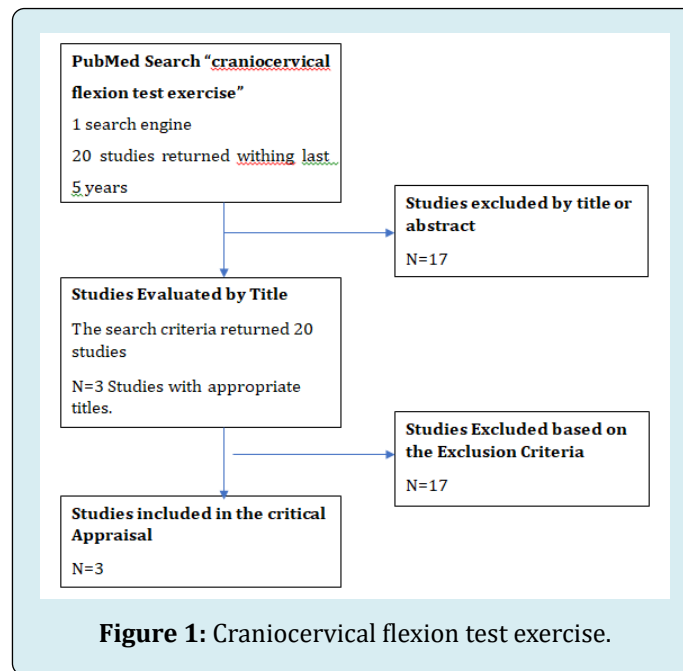 PubMed Search “craniocervical
flexion test exercise”
1 search engine
20 studies returned withing last
5 years
Studies excluded by title or
abstract
N=17
Studies Evaluated by Title
The search criteria returned 20
studies
N=3 Studies with appropriate
titles.
Studies Excluded based on
the Exclusion Criteria
N=17
Studies included in the critical
Appraisal
N=3
Figure 1: Craniocervical flexion test exercise.